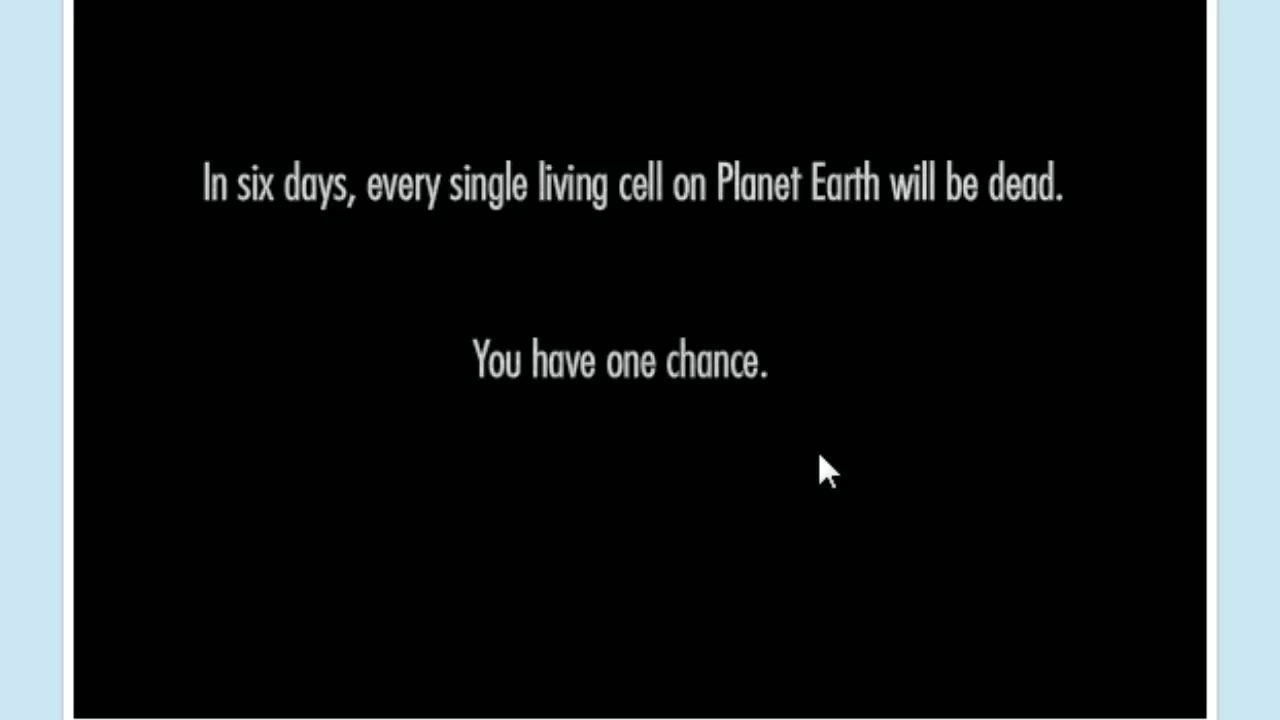 In six days, every single living cell on Planet Earth will be dead.
You have one chance.